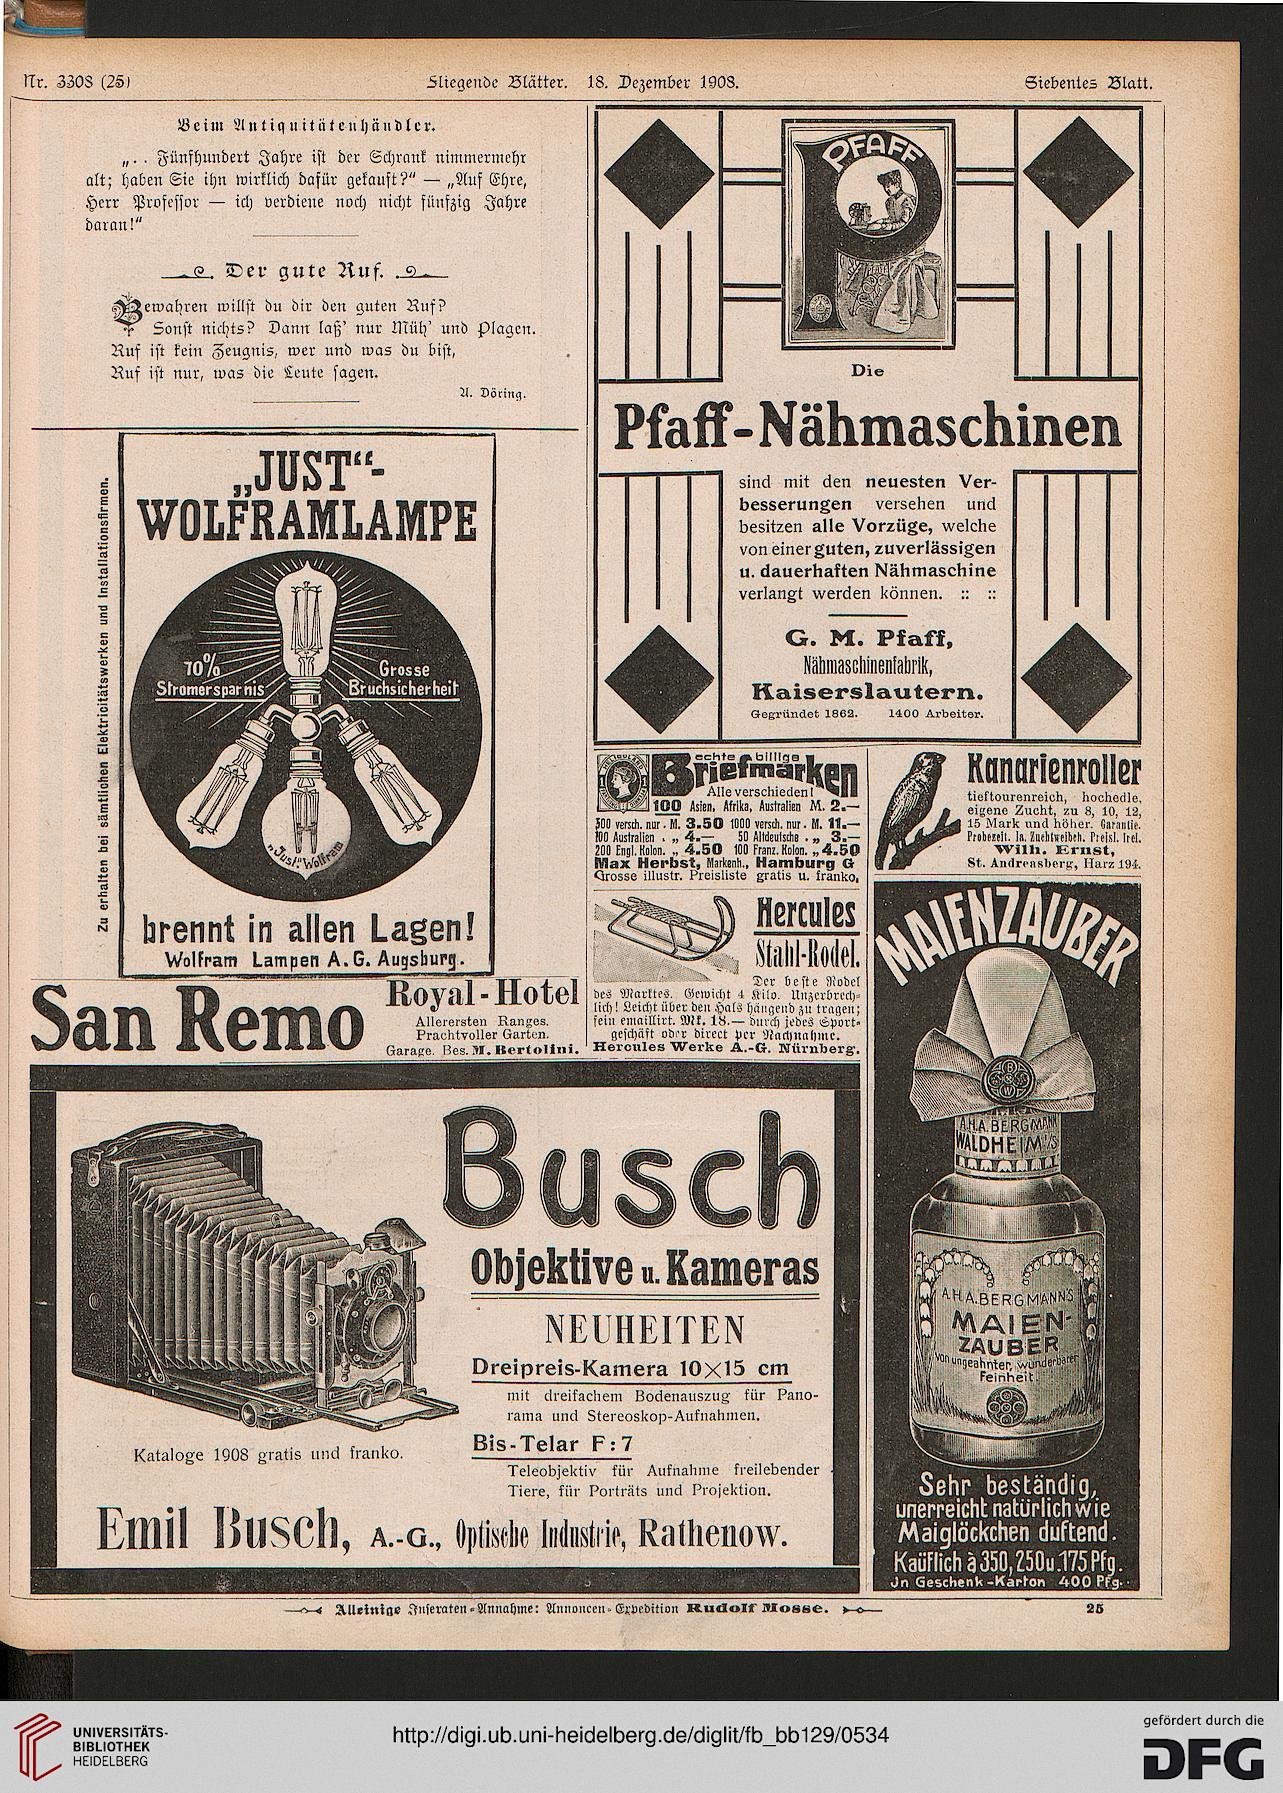 Nr. 3308 (25)
Fliegende Blätter. 18. Dezember 1908.
Siebentes Blatt.
Beim Antiquitätenhändler.
„. . Fünfhundert Jahre ist der Schrank nimmermehr
alt; haben Sie ihn wirklich dafür gekauft?“ — „Auf Ehre,
Herr Professor — ich verdiene noch nicht fünfzig Jahre
daran!“
Der gute Ruf.
Bewahren willst du dir den guten Ruf?
Sonst nichts? Dann laß’ nur Müh’ und Plagen.
Ruf ist kein Zeugnis, wer und was du bist,
Ruf ist nur, was die Leute sagen.
A. Döring.
Zu erhalten bei sämtlichen Elektricitätswerken und Installationsfirmen.
„JUST“-
WOLFRAMLAMPE
70%
Stromersparnis
Grosse
Bruchsicherheit
„Just“ Wolfram
brennt in allen Lagen!
Wolfram Lampen A.G. Augsburg.
San Remo
Royal-Hotel
Allerersten Ranges.
Prachtvoller Garten.
Garage. Bes. M. Bertolini.
PFAFF
Die
Pfaff-Nähmaschinen
sind mit den neuesten Ver-
besserungen versehen und
besitzen alle Vorzüge, welche
von einer guten, zuverlässigen
u. dauerhaften Nähmaschine
verlangt werden können. :: ::
G. M. Pfaff,
Nähmaschinenfabrik,
Kaiserslautern.
Gegründet 1862. 1400 Arbeiter.
echte billige
Briefmarken
Alle verschieden!
100 Asien, Afrika, Australien M. 2.—
500 versch. nur . M. 3.50 1000 versch. nur . M. 11.—
100 Australien . „ 4.— 50 Altdeutsche . „ 3.—
200 Engl. Kolon. „ 4.50 100 Franz. Kolon. „ 4.50
Max Herbst, Markenh., Hamburg G
Grosse illustr. Preisliste gratis u. franko.
Kanarienroller
tieftourenreich, hochedle,
eigene Zucht, zu 8, 10, 12,
15 Mark und höher. Garantie.
Probezeit. Ia. Zuchtweibch. Preisl. frei.
Wilh. Ernst,
St. Andreasberg, Harz 194.
Hercules
Stahl-Rodel.
Der beste Rodel
des Marktes. Gewicht 4 Kilo. Unzerbrech-
lich! Leicht über den Hals hängend zu tragen;
fein emailliert. Mk. 18.— durch jedes Sport-
geschäft oder direct per Nachnahme.
Hercules Werke A.-G. Nürnberg.
MAIENZAUBER
A.H.A. BERGMANN
WALDHEIM i/S
A.H.A. BERGMANN'S
MAIEN-
ZAUBER
von ungeahnter, wunderbarer
Feinheit.
Sehr beständig,
unerreicht natürlich wie
Maiglöckchen duftend.
Kaüflich à 350, 250 u. 175 Pfg.
Jn Geschenk-Karton 400 Pfg.
Busch
Objektive u. Kameras
NEUHEITEN
Dreipreis-Kamera 10×15 cm
mit dreifachem Bodenauszug für Pano-
rama und Stereoskop-Aufnahmen.
Bis-Telar F:7
Teleobjektiv für Aufnahme freilebender
Tiere, für Porträts und Projektion.
Kataloge 1908 gratis und franko.
Emil Busch, A.-G., Optische Industrie, Rathenow.
Alleinige Inseraten-Annahme: Annoncen-Expedition Rudolf Mosse.
25
UNIVERSITÄTS-
BIBLIOTHEK
HEIDELBERG
http://digi.ub.uni-heidelberg.de/diglit/fb_bb129/0534
gefördert durch die
DFG